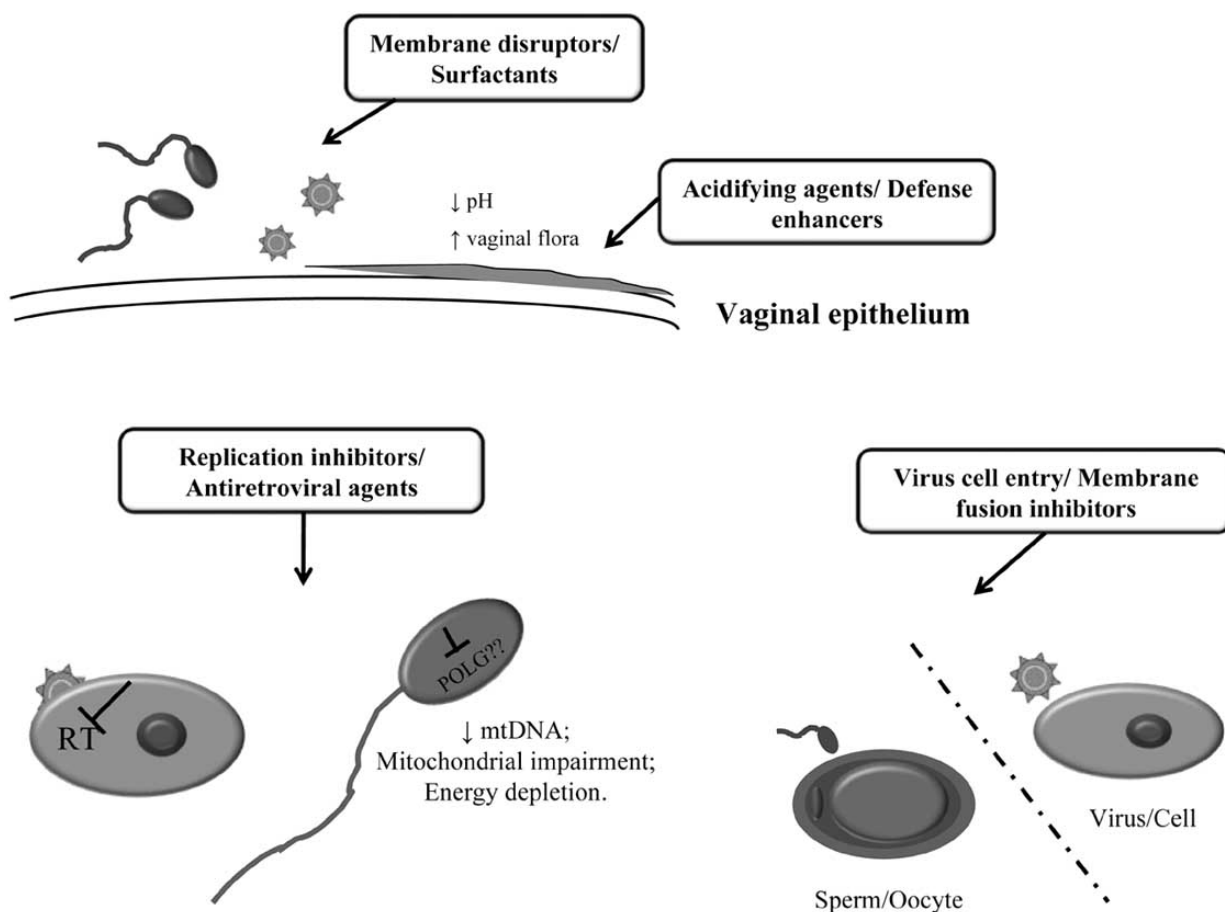 Membrane disruptors/
Surfactants
Acidifying agents/ Defense
enhancers
↓ pH
↑ vaginal flora
Vaginal epithelium
Replication inhibitors/
Antiretroviral agents
Virus cell entry/ Membrane
fusion inhibitors
RT
POLG??
↓ mtDNA;
Mitochondrial impairment;
Energy depletion.
Virus/Cell
Sperm/Oocyte